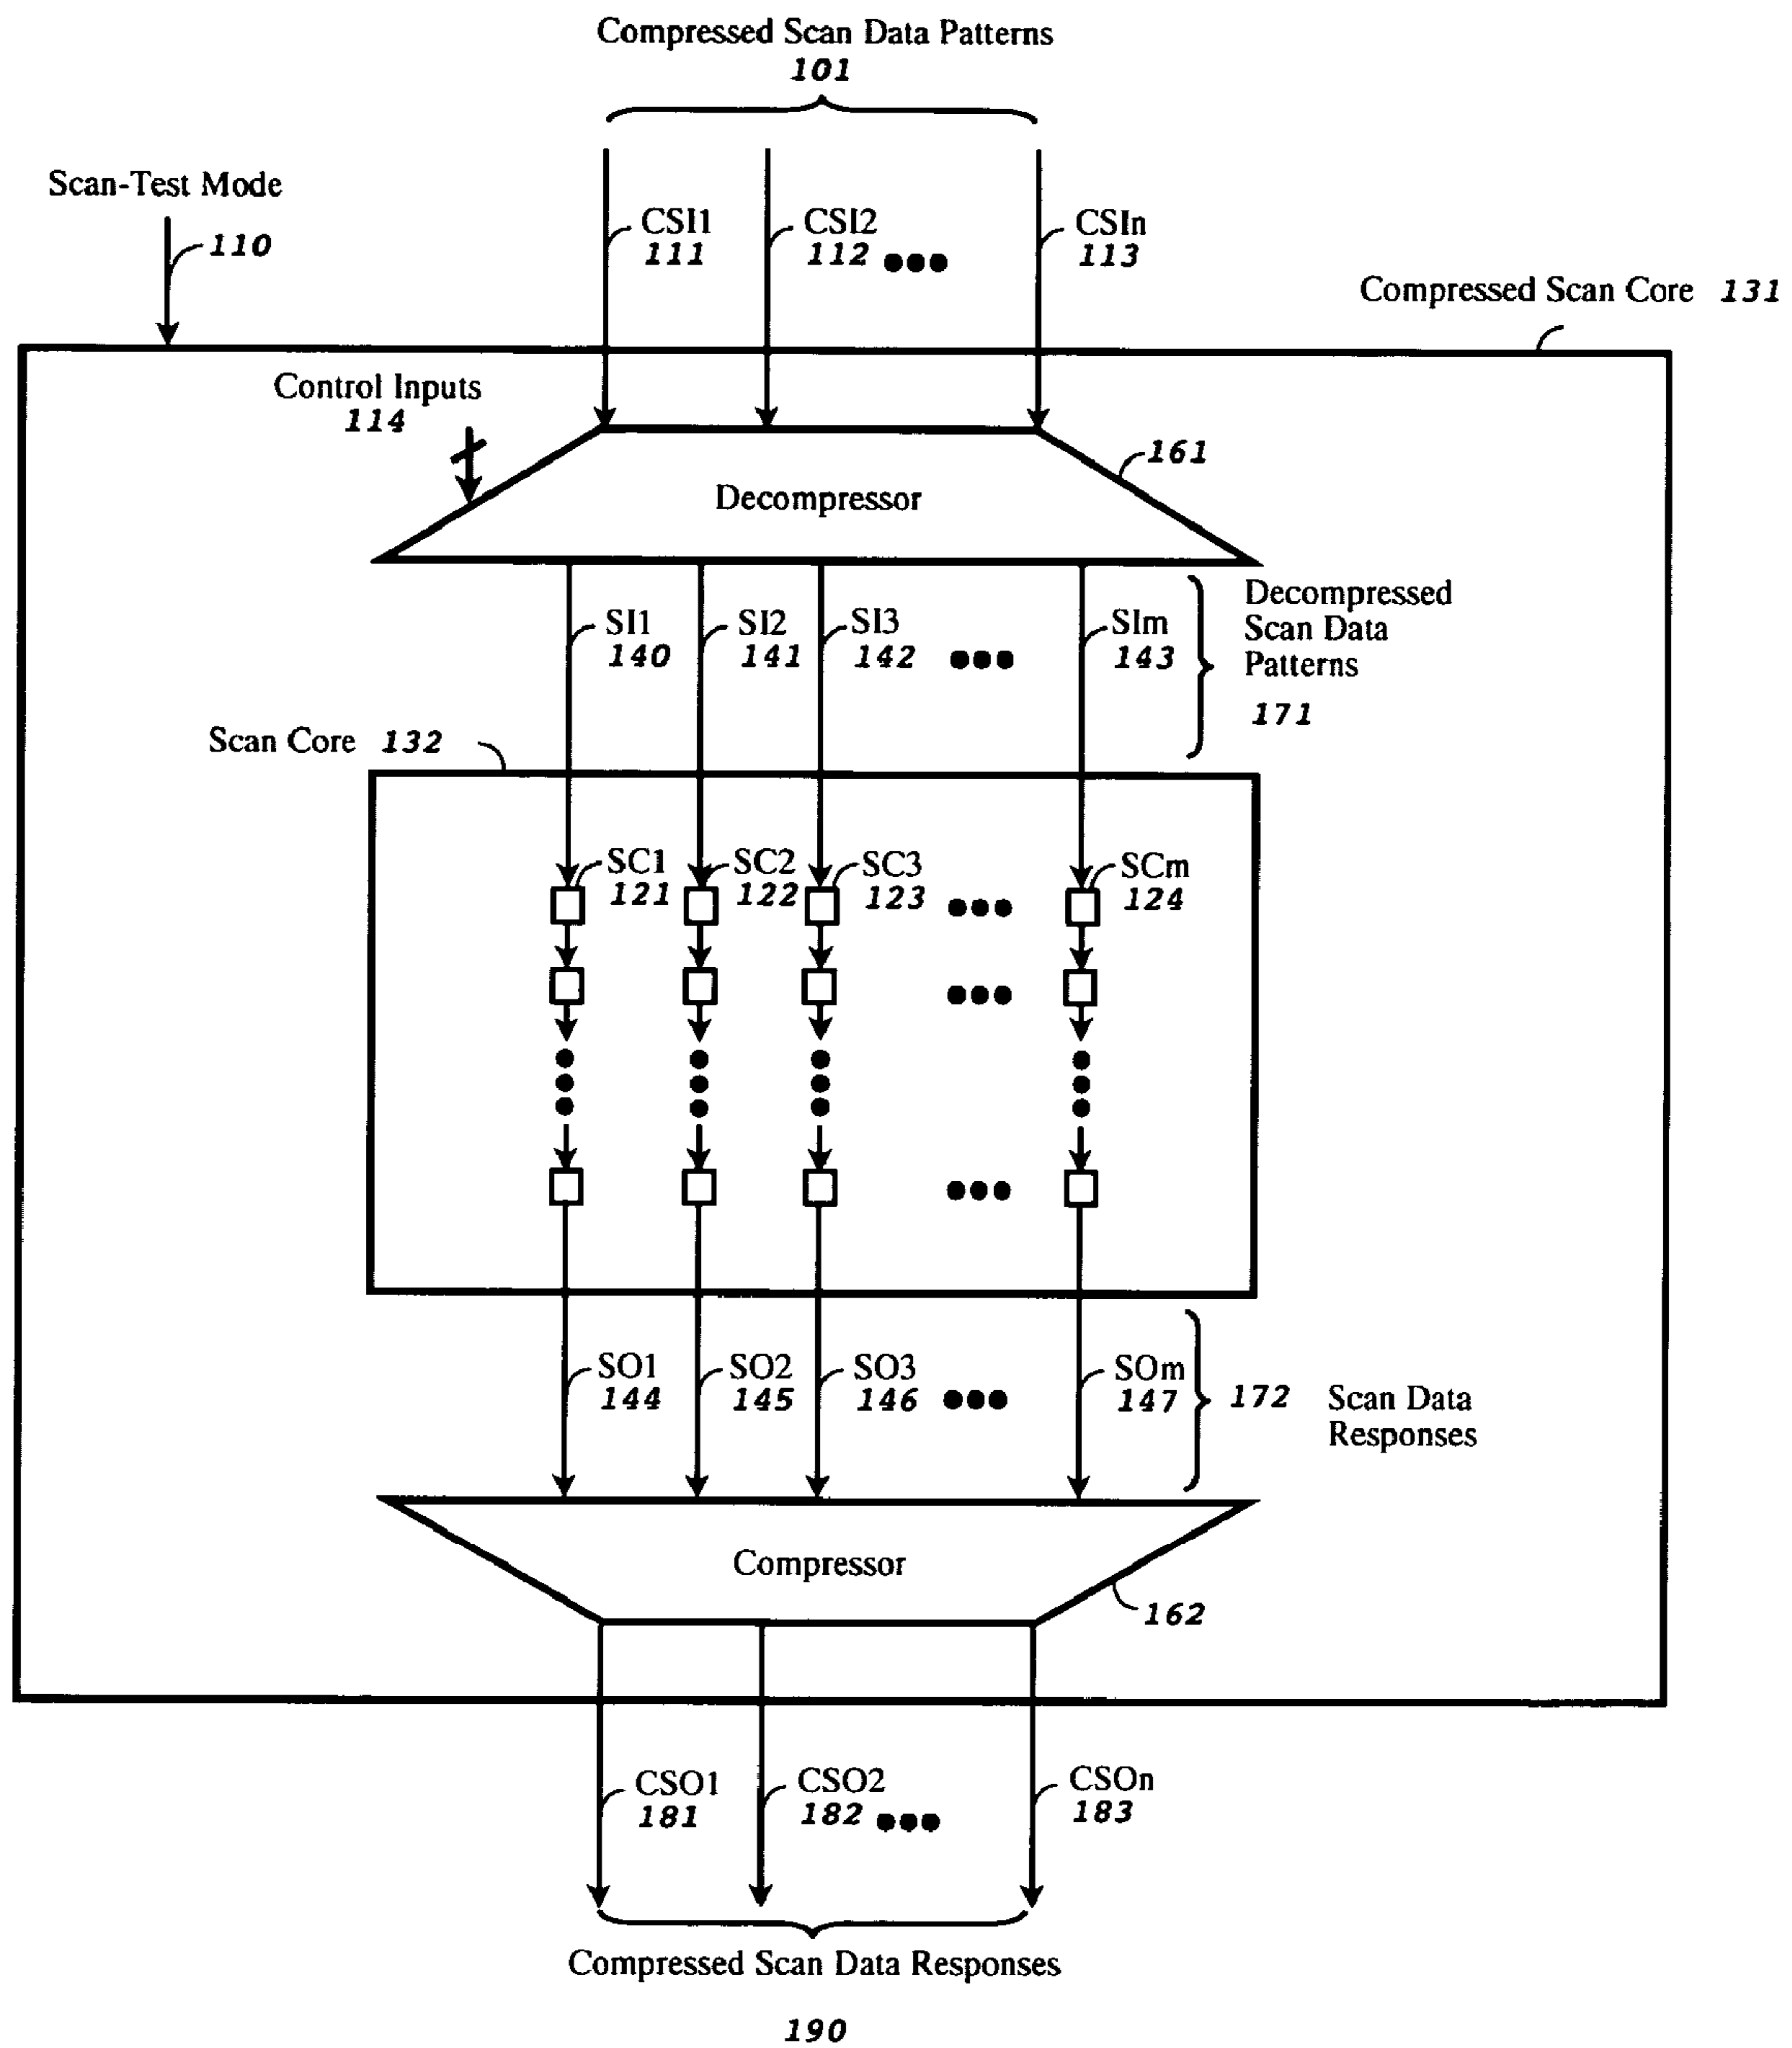 Compressed Scan Data Patterns
101
Scan-Test Mode
110
CSI1
111
CSI2
112
CSIn
113
Compressed Scan Core 131
Control Inputs
114
161
Decompressor
SI1
140
SI2
141
SI3
142
SIm
143
Decompressed
Scan Data
Patterns
171
Scan Core 132
SC1
121
SC2
122
SC3
123
SCm
124
SO1
144
SO2
145
SO3
146
SOm
147
172
Scan Data
Responses
Compressor
162
CSO1
181
CSO2
182
CSOn
183
Compressed Scan Data Responses
190